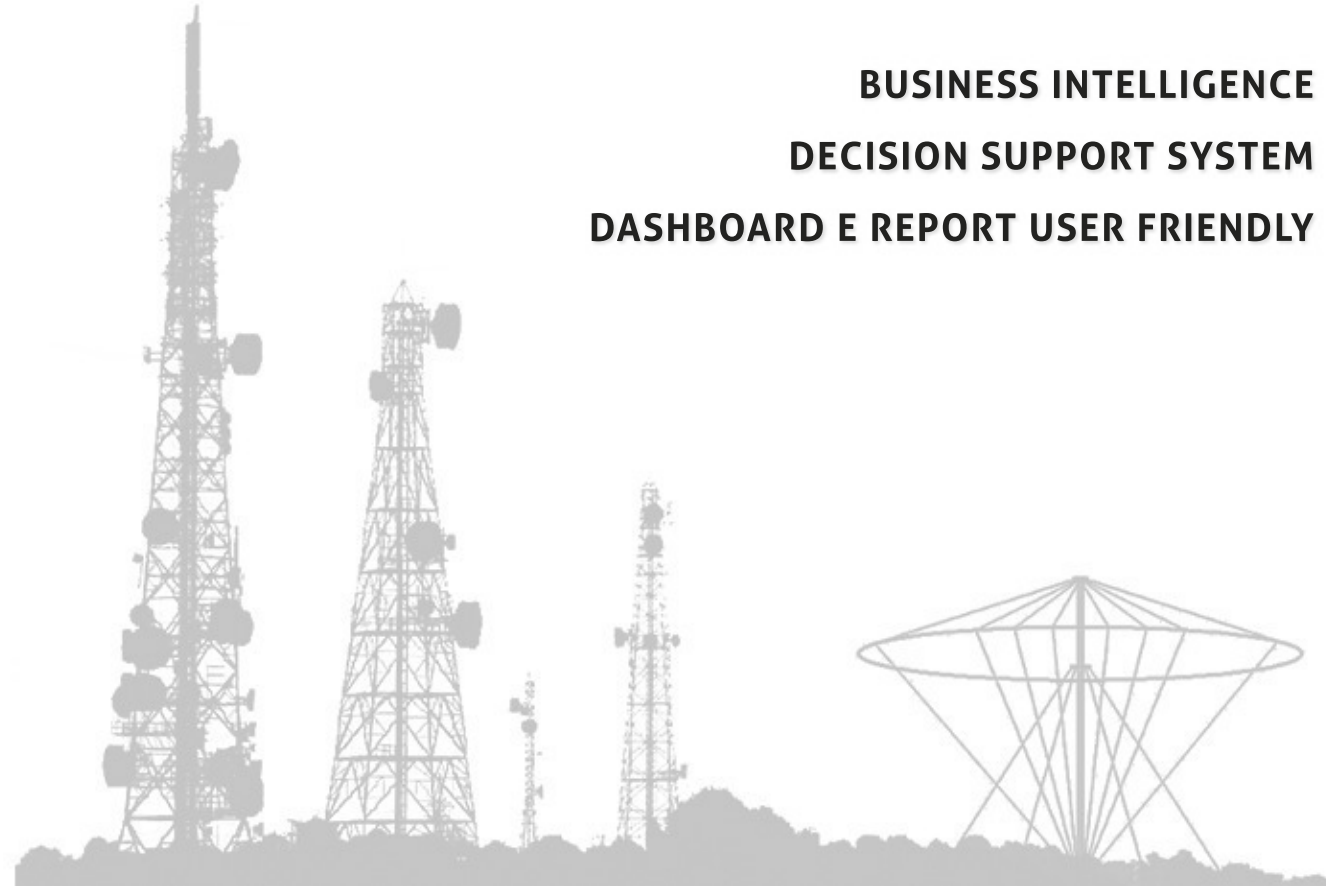 BUSINESS INTELLIGENCE
DECISION SUPPORT SYSTEM
DASHBOARD E REPORT USER FRIENDLY